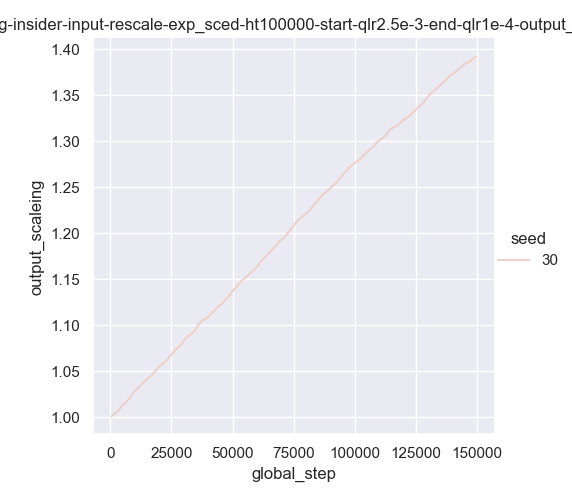 g-insider-input-rescale-exp_sced-ht100000-start-qlr2.5e-3-end-qlr1e-4-output_
1.40
1.35
1.30
1.25
1.20
1.15
1.10
1.05
1.00
output_scaleing
0 25000 50000 75000 100000 125000 150000
global_step
seed
30